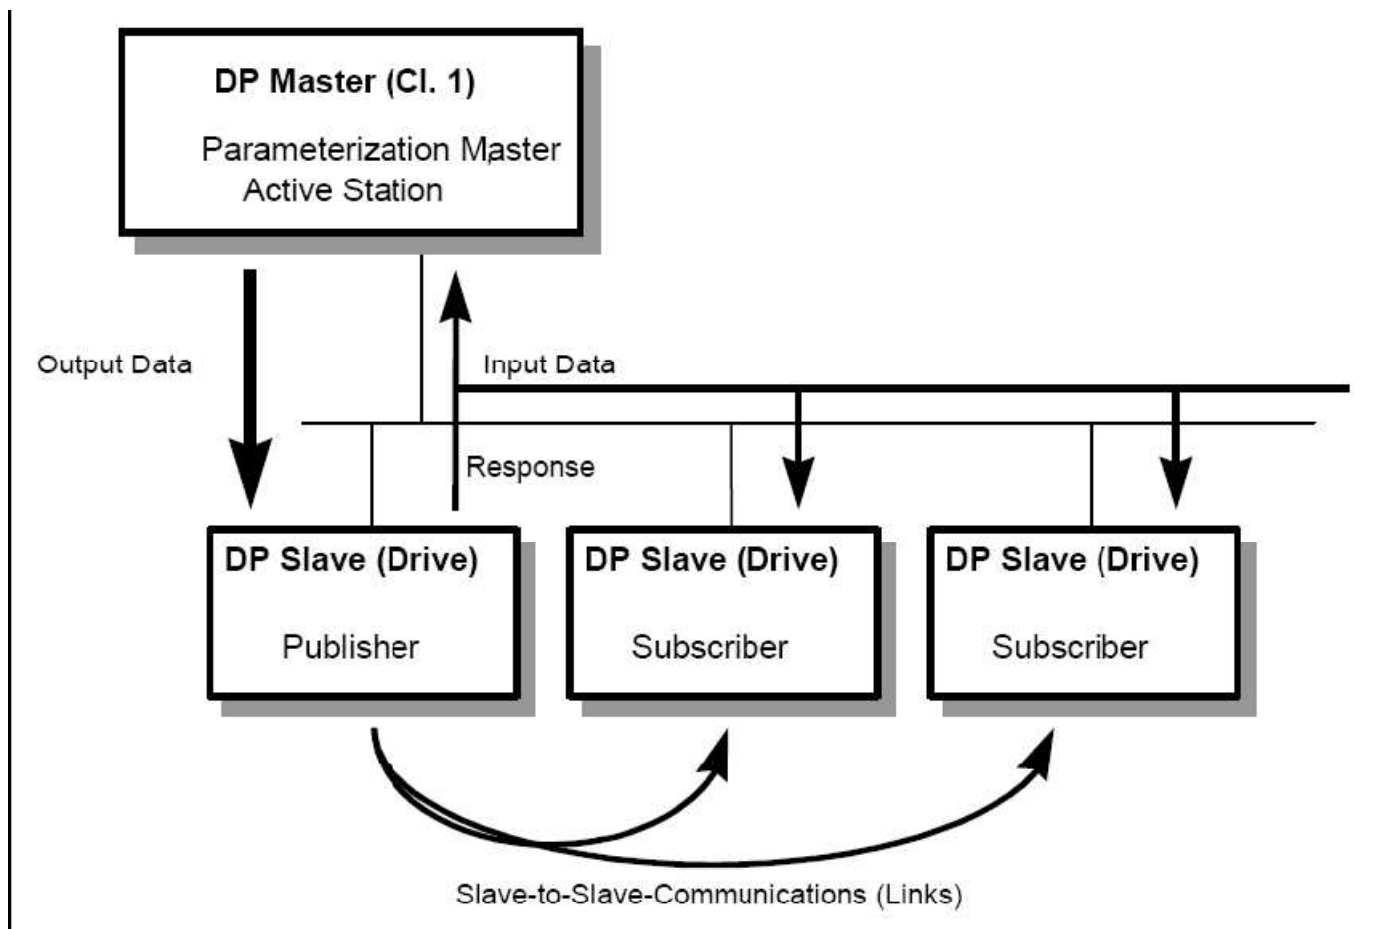 DP Master (Cl. 1)
Parameterization Master
Active Station
Output Data
Input Data
Response
DP Slave (Drive)
Publisher
DP Slave (Drive)
Subscriber
DP Slave (Drive)
Subscriber
Slave-to-Slave-Communications (Links)